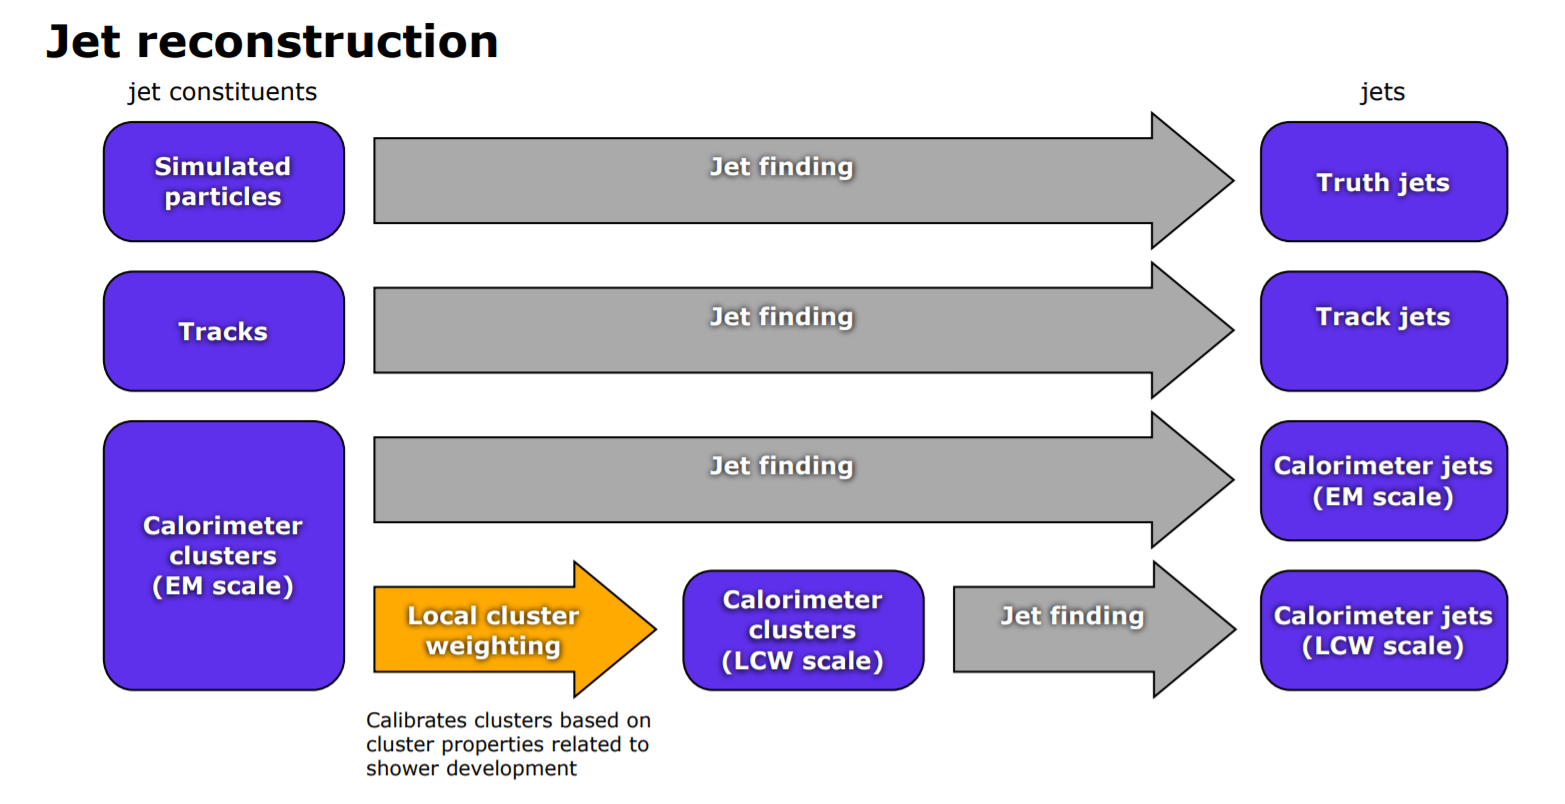 Jet reconstruction
jet constituents
jets
Simulated
particles
Jet finding
Truth jets
Tracks
Jet finding
Track jets
Calorimeter
clusters
(EM scale)
Jet finding
Calorimeter jets
(EM scale)
Local cluster
weighting
Calorimeter
clusters
(LCW scale)
Jet finding
Calorimeter jets
(LCW scale)
Calibrates clusters based on
cluster properties related to
shower development